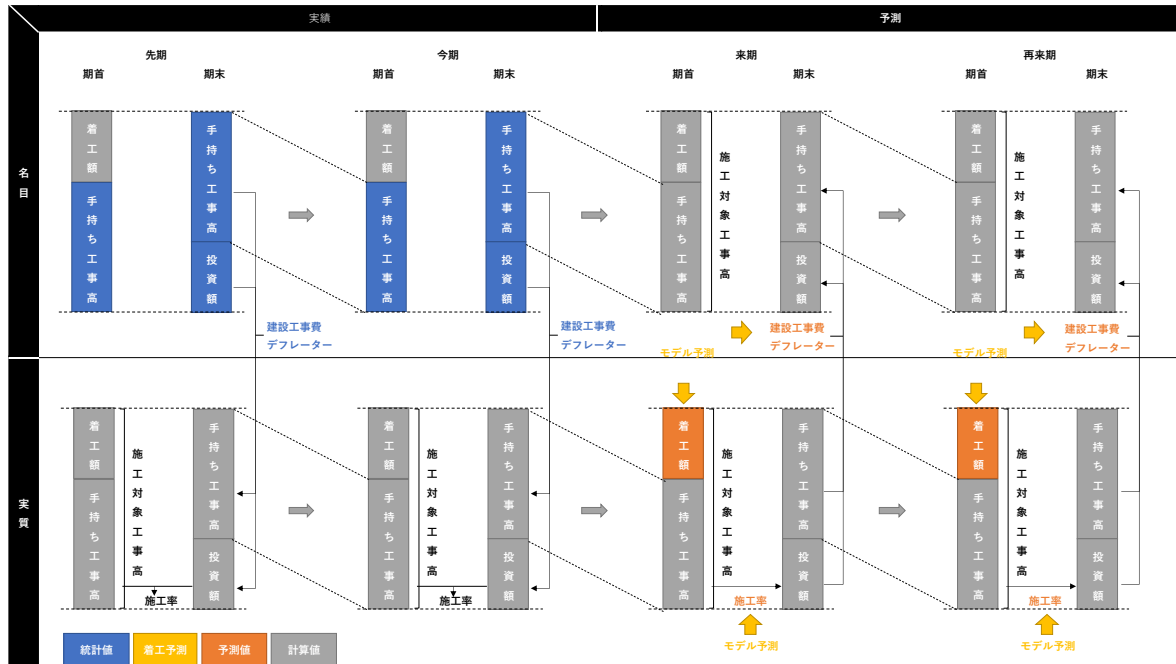 実績
予測
先期
今期
来期
再来期
期首
期末
期首
期末
期首
期末
期首
期末
名目
着工額
手持ち工事高
手持ち工事高
投資額
着工額
手持ち工事高
手持ち工事高
投資額
着工額
手持ち工事高
施工対象工事高
手持ち工事高
投資額
着工額
手持ち工事高
施工対象工事高
手持ち工事高
投資額
建設工事費
デフレーター
建設工事費
デフレーター
モデル予測
建設工事費
デフレーター
モデル予測
建設工事費
デフレーター
実質
着工額
手持ち工事高
施工対象工事高
手持ち工事高
投資額
施工率
着工額
手持ち工事高
施工対象工事高
手持ち工事高
投資額
施工率
着工額
手持ち工事高
施工対象工事高
手持ち工事高
投資額
施工率
モデル予測
着工額
手持ち工事高
施工対象工事高
手持ち工事高
投資額
施工率
モデル予測
統計値
着工予測
予測値
計算値